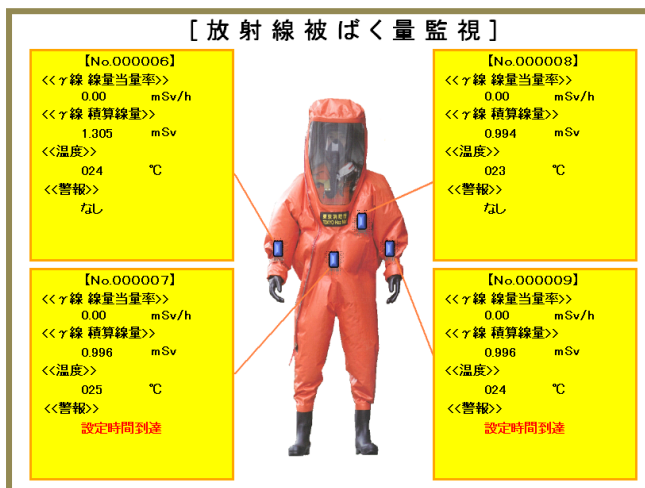 [放射線被ばく量監視]
【No.000006】
<<γ線 線量当量率>>
0.00 mSv/h
<<γ線 積算線量>>
1.305 mSv
<<温度>>
024 ℃
<<警報>>
なし
【No.000008】
<<γ線 線量当量率>>
0.00 mSv/h
<<γ線 積算線量>>
0.994 mSv
<<温度>>
023 ℃
<<警報>>
なし
【No.000007】
<<γ線 線量当量率>>
0.00 mSv/h
<<γ線 積算線量>>
0.996 mSv
<<温度>>
025 ℃
<<警報>>
設定時間到達
【No.000009】
<<γ線 線量当量率>>
0.00 mSv/h
<<γ線 積算線量>>
0.996 mSv
<<温度>>
024 ℃
<<警報>>
設定時間到達